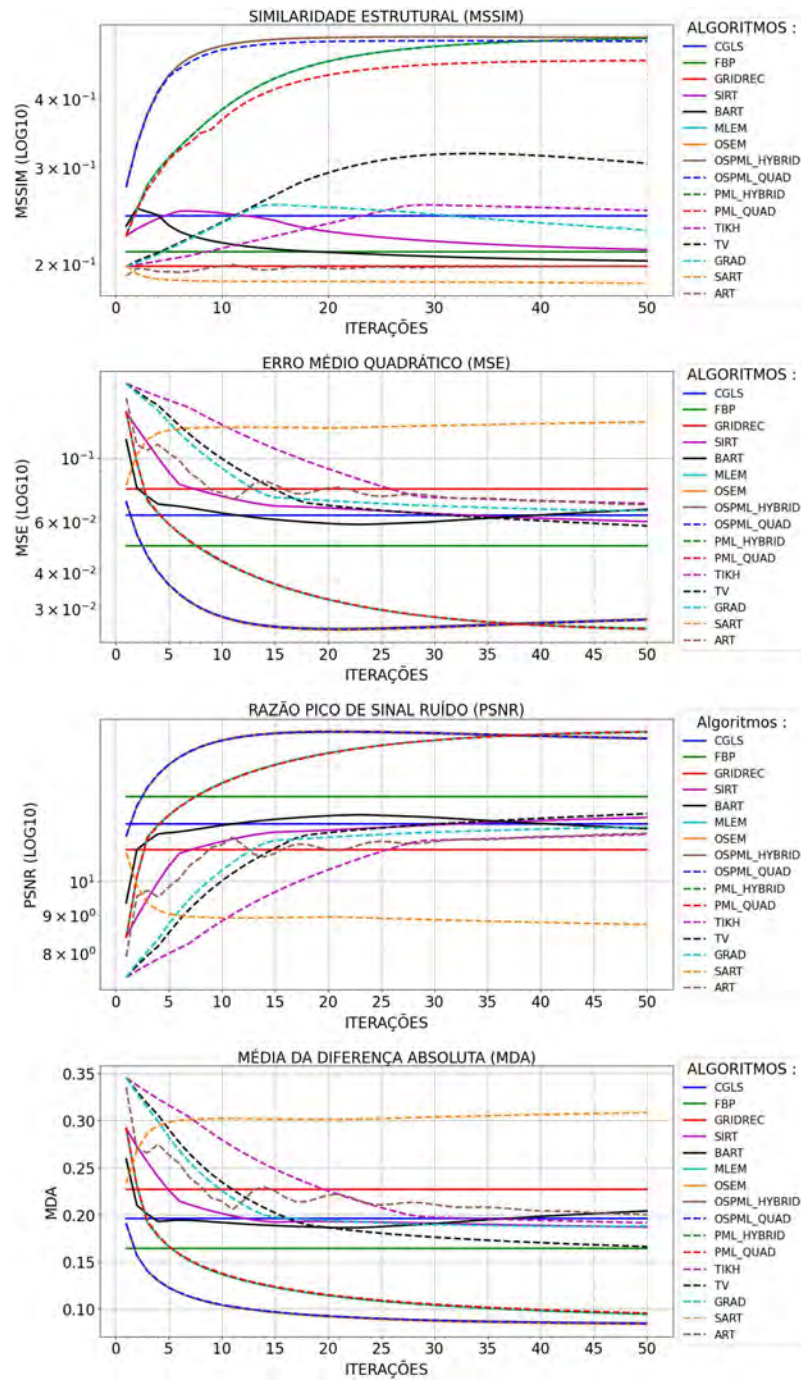 SIMILARIDADE ESTRUTURAL (MSSIM)
MSSIM (LOG10)
4 × 10⁻¹
3 × 10⁻¹
2 × 10⁻¹
0 5 10 15 20 25 30 35 40 45 50
ITERAÇÕES
ALGORITMOS :
CGLS
FBP
GRIDREC
SIRT
BART
MLEM
OSEM
OSPML_HYBRID
OSPML_QUAD
PML_HYBRID
PML_QUAD
TIKH
TV
GRAD
SART
ART
ERRO MÉDIO QUADRÁTICO (MSE)
MSE (LOG10)
10⁻¹
6 × 10⁻²
4 × 10⁻²
3 × 10⁻²
0 5 10 15 20 25 30 35 40 45 50
ITERAÇÕES
ALGORITMOS :
CGLS
FBP
GRIDREC
SIRT
BART
MLEM
OSEM
OSPML_HYBRID
OSPML_QUAD
PML_HYBRID
PML_QUAD
TIKH
TV
GRAD
SART
ART
RAZÃO PICO DE SINAL RUÍDO (PSNR)
PSNR (LOG10)
10¹
9 × 10⁰
8 × 10⁰
0 5 10 15 20 25 30 35 40 45 50
ITERAÇÕES
Algoritmos :
CGLS
FBP
GRIDREC
SIRT
BART
MLEM
OSEM
OSPML_HYBRID
OSPML_QUAD
PML_HYBRID
PML_QUAD
TIKH
TV
GRAD
SART
ART
MÉDIA DA DIFERENÇA ABSOLUTA (MDA)
MDA
0.35
0.30
0.25
0.20
0.15
0.10
0 5 10 15 20 25 30 35 40 45 50
ITERAÇÕES
ALGORITMOS :
CGLS
FBP
GRIDREC
SIRT
BART
MLEM
OSEM
OSPML_HYBRID
OSPML_QUAD
PML_HYBRID
PML_QUAD
TIKH
TV
GRAD
SART
ART